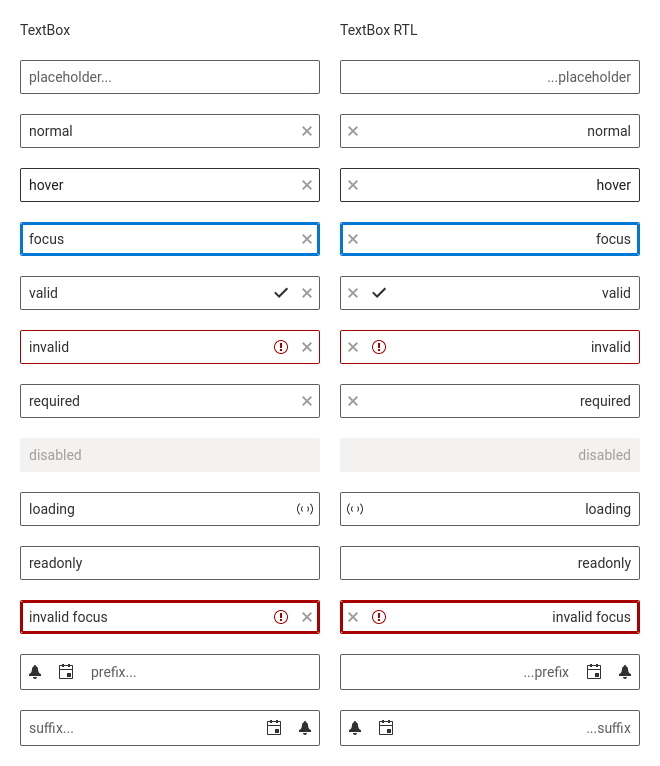 TextBox
TextBox RTL
placeholder...
...placeholder
normal
normal
hover
hover
focus
focus
valid
valid
invalid
invalid
required
required
disabled
disabled
loading
loading
readonly
readonly
invalid focus
invalid focus
prefix...
...prefix
suffix...
...suffix